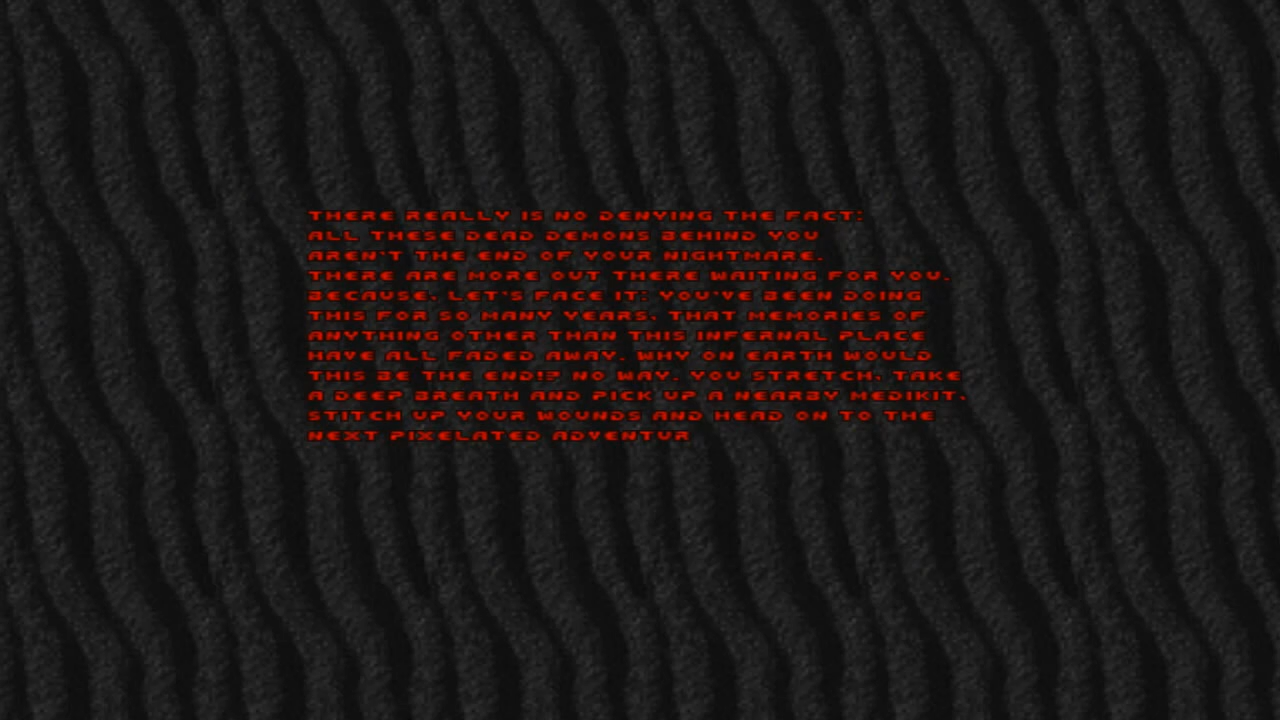 THERE REALLY IS NO DENYING THE FACT:
ALL THESE DEAD DEMONS BEHIND YOU
AREN'T THE END OF YOUR NIGHTMARE.
THERE ARE MORE OUT THERE WAITING FOR YOU.
BECAUSE, LET'S FACE IT: YOU'VE BEEN DOING
THIS FOR SO MANY YEARS, THAT MEMORIES OF
ANYTHING OTHER THAN THIS INFERNAL PLACE
HAVE ALL FADED AWAY. WHY ON EARTH WOULD
THIS BE THE END!? NO WAY. YOU STRETCH, TAKE
A DEEP BREATH AND PICK UP A NEARBY MEDIKIT,
STITCH UP YOUR WOUNDS AND HEAD ON TO THE
NEXT PIXELATED ADVENTUR